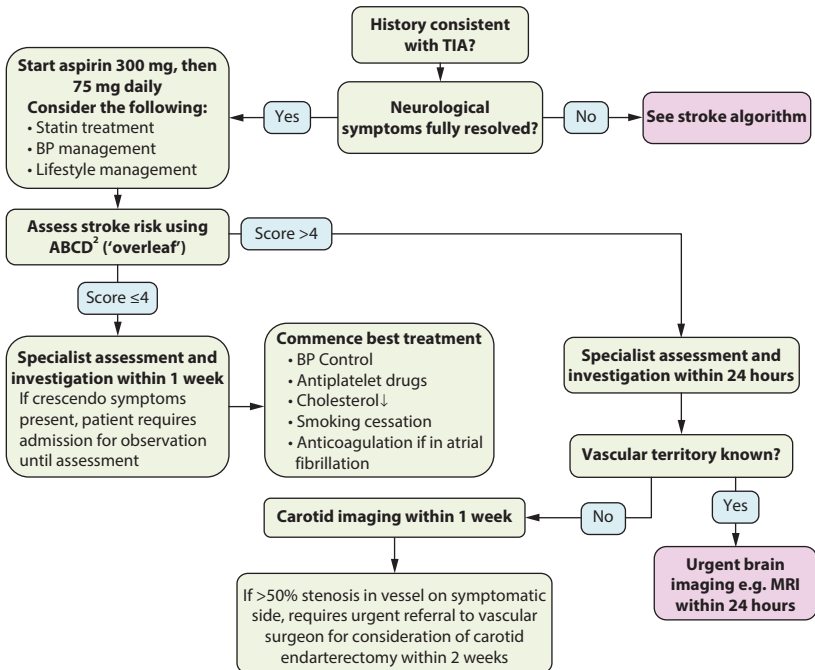 History consistent
with TIA?
Start aspirin 300 mg, then
75 mg daily
Consider the following:
• Statin treatment
• BP management
• Lifestyle management
Yes
Neurological
symptoms fully resolved?
No
See stroke algorithm
Assess stroke risk using
ABCD² (‘overleaf’)
Score >4
Score ≤4
Specialist assessment and
investigation within 1 week
If crescendo symptoms
present, patient requires
admission for observation
until assessment
Commence best treatment
• BP Control
• Antiplatelet drugs
• Cholesterol↓
• Smoking cessation
• Anticoagulation if in atrial
fibrillation
Specialist assessment and
investigation within 24 hours
Vascular territory known?
Carotid imaging within 1 week
No
Yes
If >50% stenosis in vessel on symptomatic
side, requires urgent referral to vascular
surgeon for consideration of carotid
endarterectomy within 2 weeks
Urgent brain
imaging e.g. MRI
within 24 hours